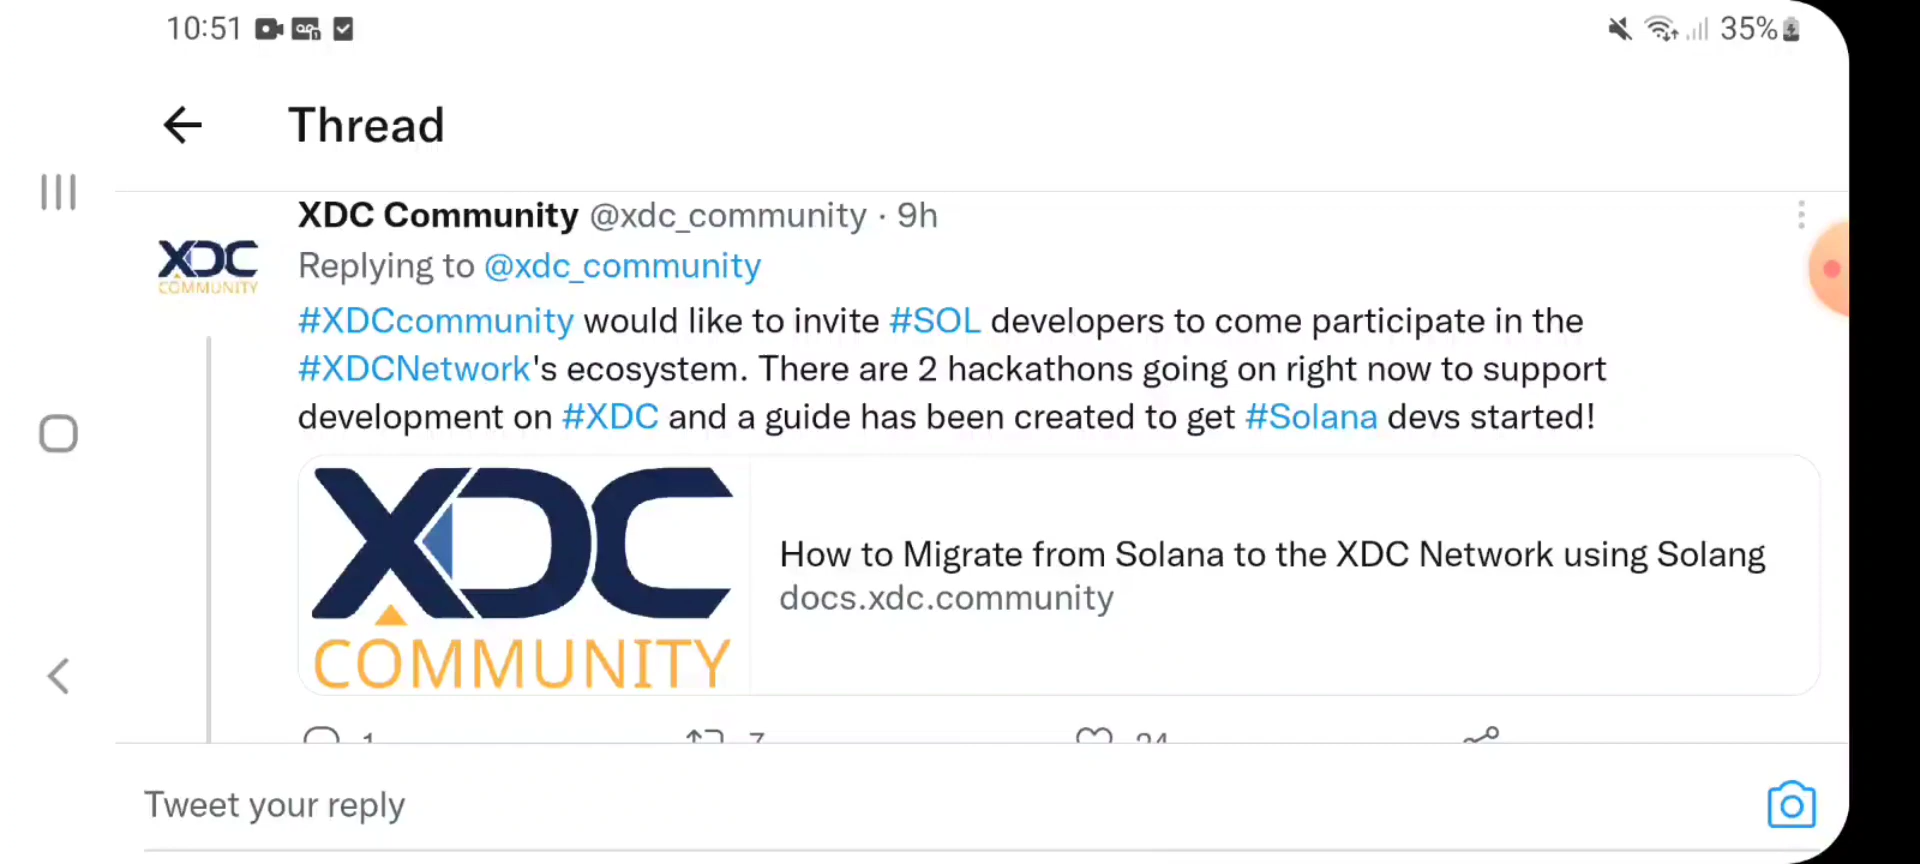 10:51
35%
Thread
XDC Community @xdc_community · 9h
Replying to @xdc_community
#XDCcommunity would like to invite #SOL developers to come participate in the
#XDCNetwork's ecosystem. There are 2 hackathons going on right now to support
development on #XDC and a guide has been created to get #Solana devs started!
XDC
COMMUNITY
XDC
COMMUNITY
How to Migrate from Solana to the XDC Network using Solang
docs.xdc.community
Tweet your reply